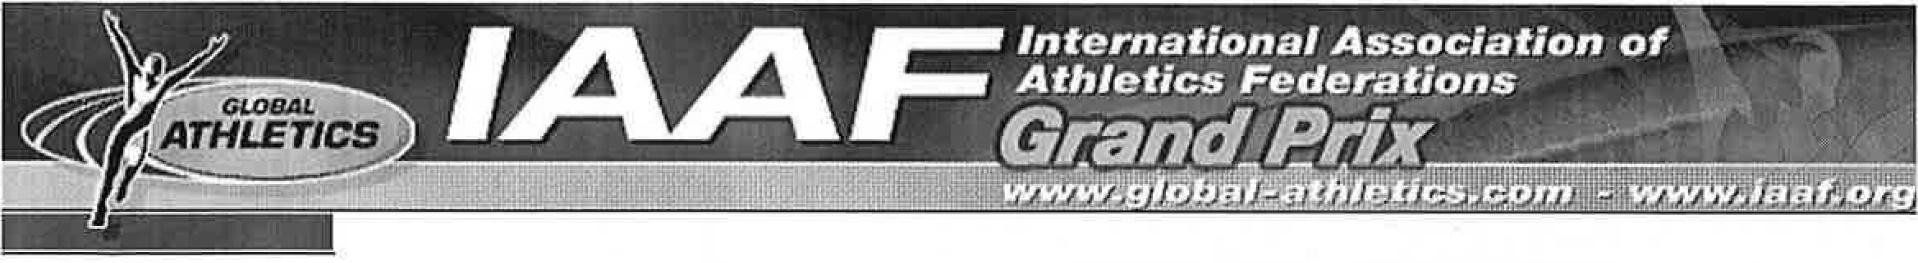 GLOBAL
ATHLETICS
IAAF
International Association of
Athletics Federations
Grand Prix
www.global-athletics.com - www.iaaf.org